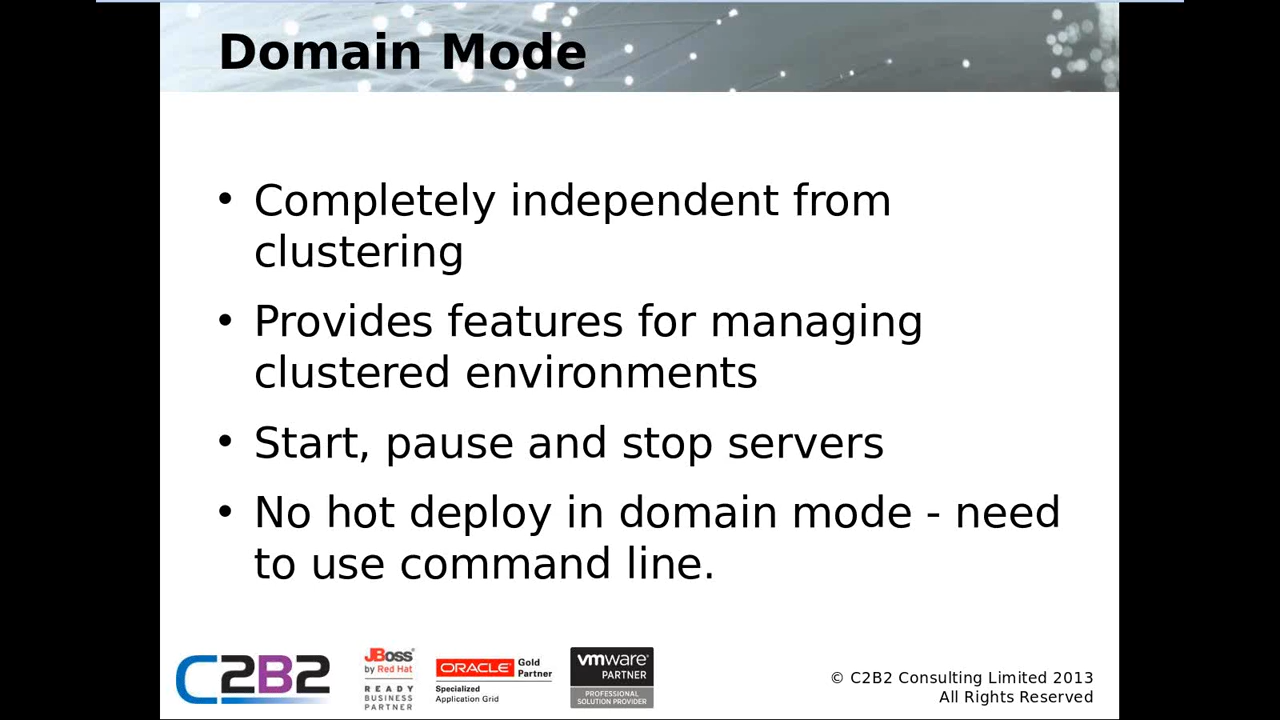 Domain Mode
• Completely independent from
clustering
• Provides features for managing
clustered environments
• Start, pause and stop servers
• No hot deploy in domain mode - need
to use command line.
C2B2
JBoss®
by Red Hat
READY
BUSINESS
PARTNER
ORACLE® Gold
Partner
Specialized
Application Grid
vmware®
PARTNER
PROFESSIONAL
SOLUTION PROVIDER
© C2B2 Consulting Limited 2013
All Rights Reserved